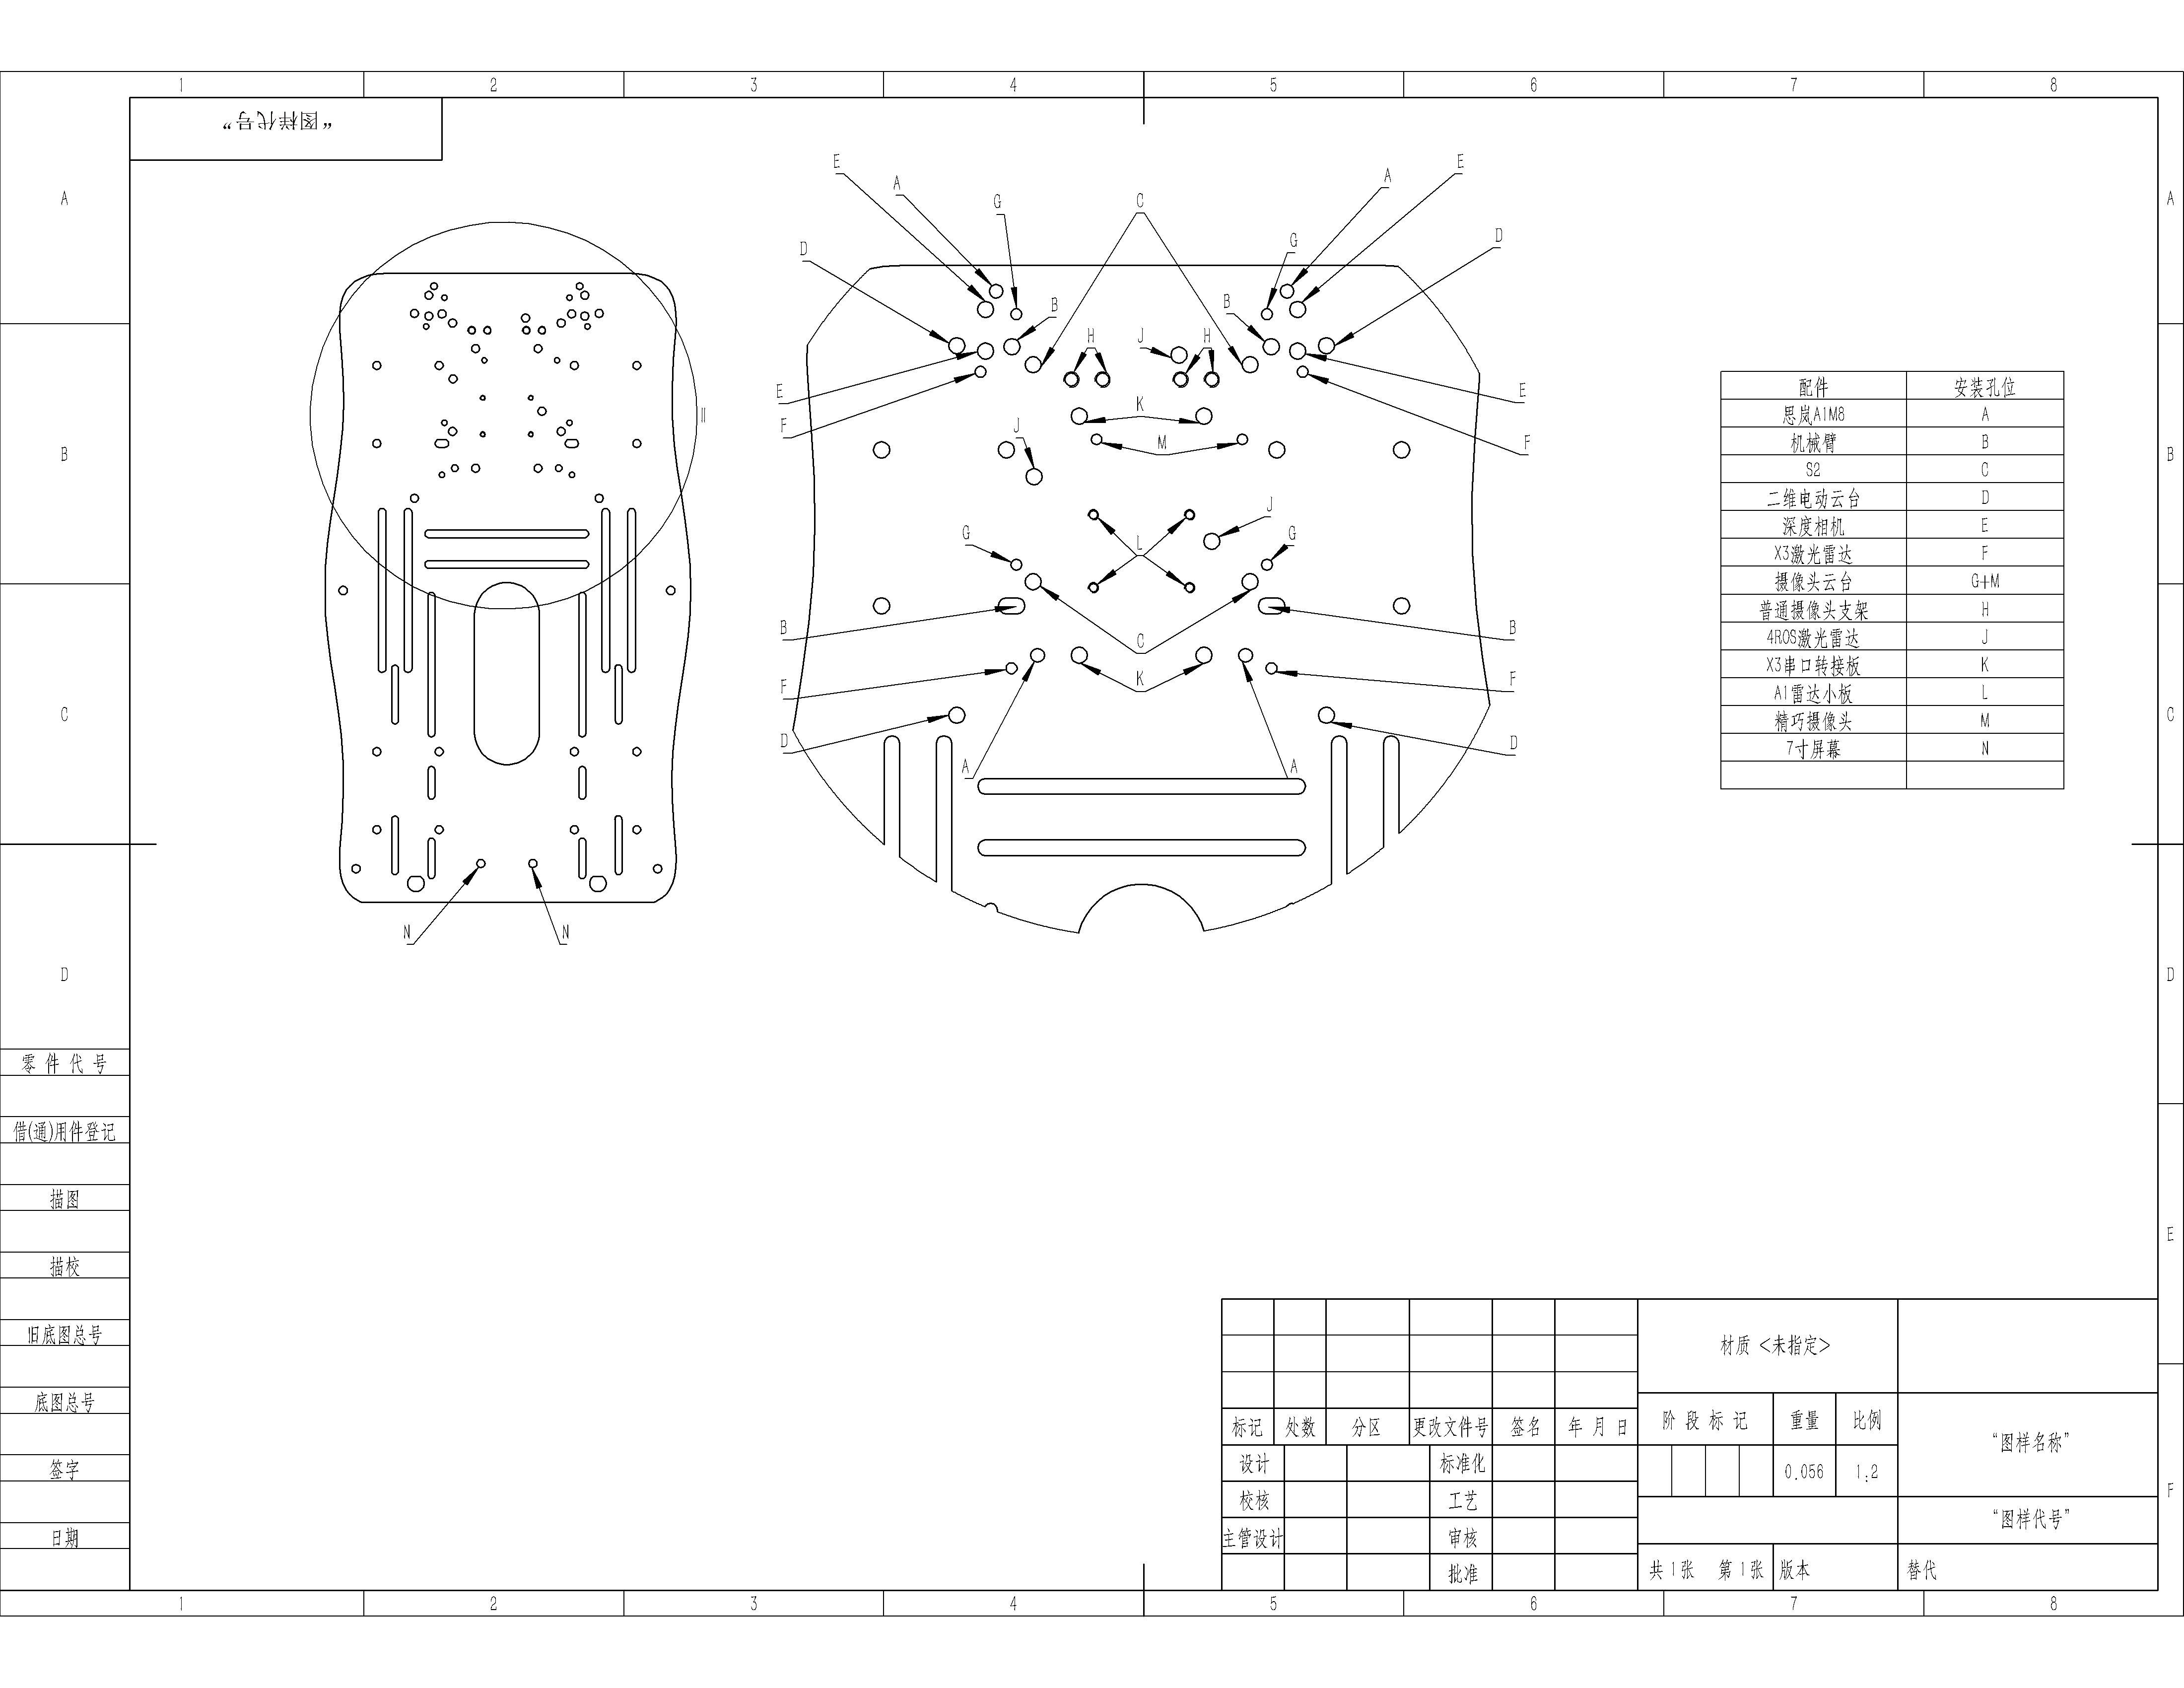 1 2 3 4 5 6 7 8
“图样代号”
A A
B B
C C
D D
E
F
E A G C G A E
D B B D
H J H
E K E
F J M F
G L J G
B C B
F K F
D A A D
N N
II
配件 安装孔位
思岚A1M8 A
机械臂 B
S2 C
二维电动云台 D
深度相机 E
X3激光雷达 F
摄像头云台 G+M
普通摄像头支架 H
4ROS激光雷达 J
X3串口转接板 K
A1雷达小板 L
精巧摄像头 M
7寸屏幕 N
零件代号
借(通)用件登记
描图
描校
旧底图总号
底图总号
签字
日期
材质 <未指定>
标记 处数 分区 更改文件号 签名 年 月 日 阶段标记 重量 比例 “图样名称”
设计 标准化 0.056 1:2
校核 工艺 “图样代号”
主管设计 审核
批准 共1张 第1张 版本 替代
1 2 3 4 5 6 7 8